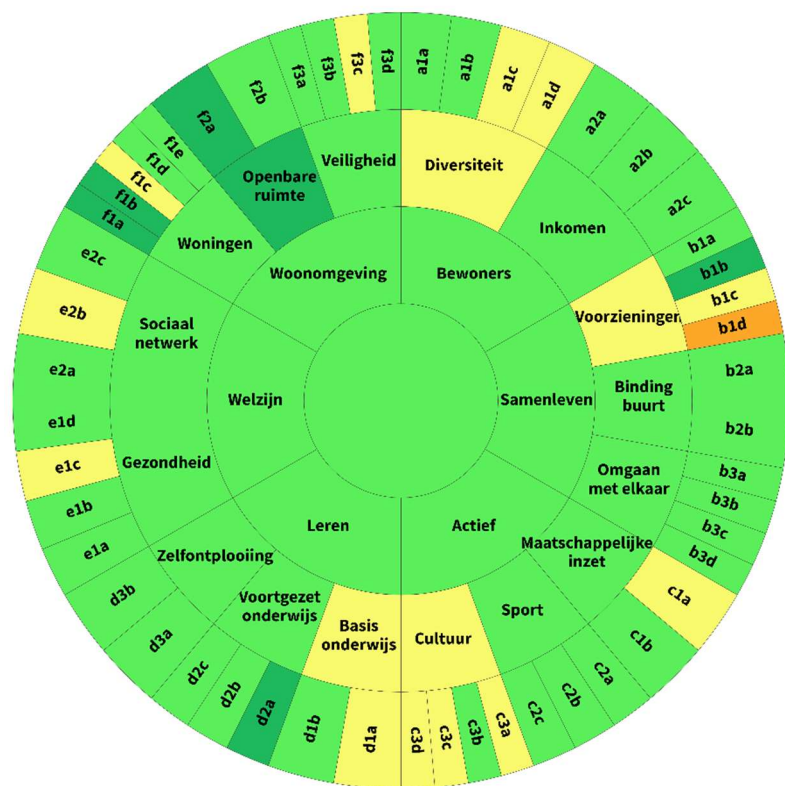 a1a
a1b
a1c
a1d
a2a
a2b
a2c
b1a
b1b
b1c
b1d
b2a
b2b
b3a
b3b
b3c
b3d
c1a
c1b
c2a
c2b
c2c
c3a
c3b
c3c
c3d
d1a
d1b
d2a
d2b
d2c
d3a
d3b
e1a
e1b
e1c
e1d
e2a
e2b
e2c
f1a
f1b
f1c
f1d
f1e
f2a
f2b
f3a
f3b
f3c
f3d
Diversiteit
Inkomen
Voorzieningen
Binding
buurt
Omgaan
met elkaar
Maatschappelijke
inzet
Sport
Cultuur
Basis
onderwijs
Voortgezet
onderwijs
Zelfontplooiing
Gezondheid
Sociaal
netwerk
Woningen
Openbare
ruimte
Veiligheid
Bewoners
Samenleven
Actief
Leren
Welzijn
Woonomgeving